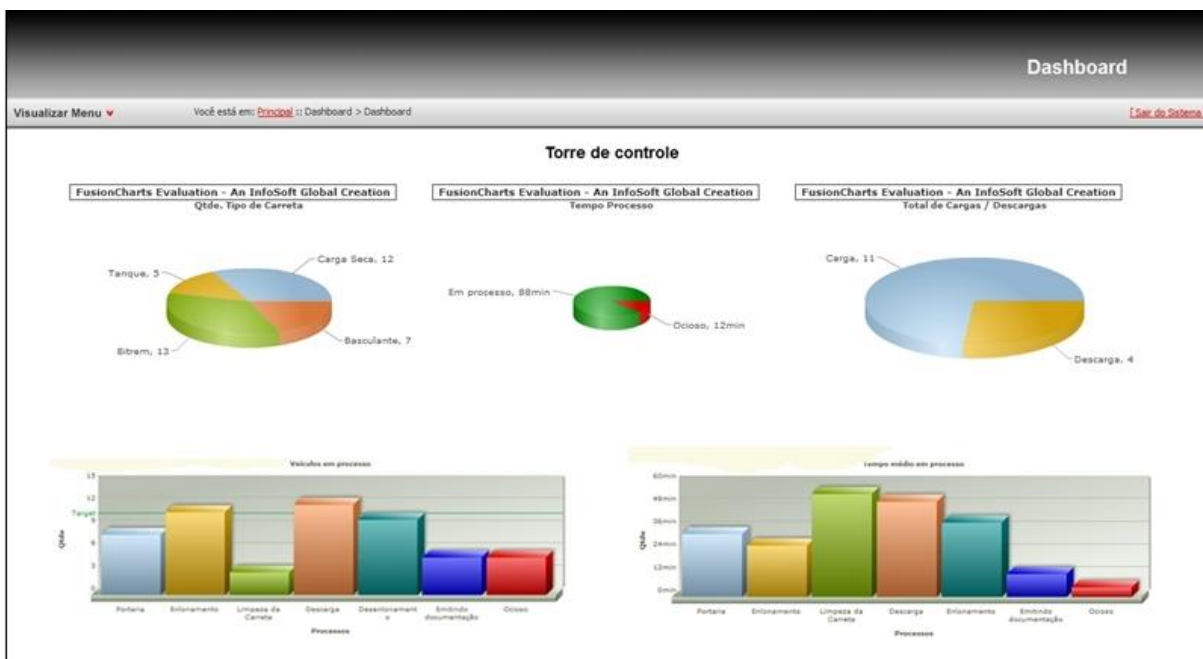 Dashboard
Visualizar Menu
Você está em: Principal :: Dashboard > Dashboard
[ Sair do Sistema
Torre de controle
FusionCharts Evaluation - An InfoSoft Global Creation
Qtde. Tipo de Carreta
Carga Seca, 12
Tanque, 5
Bitrem, 13
Basculante, 7
FusionCharts Evaluation - An InfoSoft Global Creation
Tempo Processo
Em processo, 88min
Ocioso, 12min
FusionCharts Evaluation - An InfoSoft Global Creation
Total de Cargas / Descargas
Carga, 11
Descarga, 4
Veículos em processo
15
12
Target
9
6
3
0
Qtde
Portaria
Enlonamento
Limpeza da
Carreta
Descarga
Desenlonament
o
Emitindo
documentação
Ocioso
Processos
Tempo médio em processo
60min
48min
36min
24min
12min
0min
Qtde
Portaria
Enlonamento
Limpeza da
Carreta
Descarga
Enlonamento
Emitindo
documentação
Ocioso
Processos